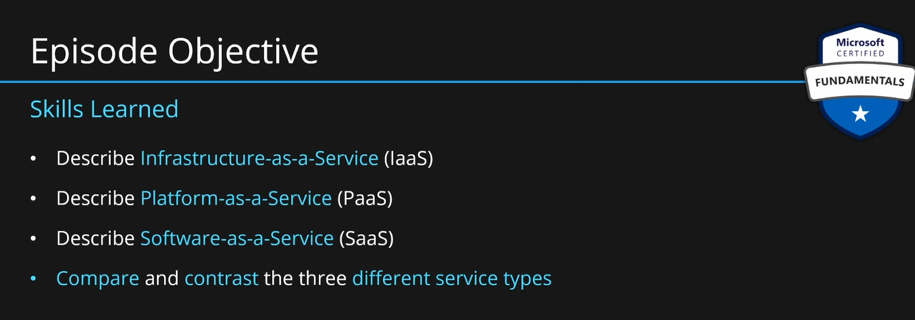 Episode Objective
Microsoft
CERTIFIED
FUNDAMENTALS
Skills Learned
• Describe Infrastructure-as-a-Service (IaaS)
• Describe Platform-as-a-Service (PaaS)
• Describe Software-as-a-Service (SaaS)
• Compare and contrast the three different service types